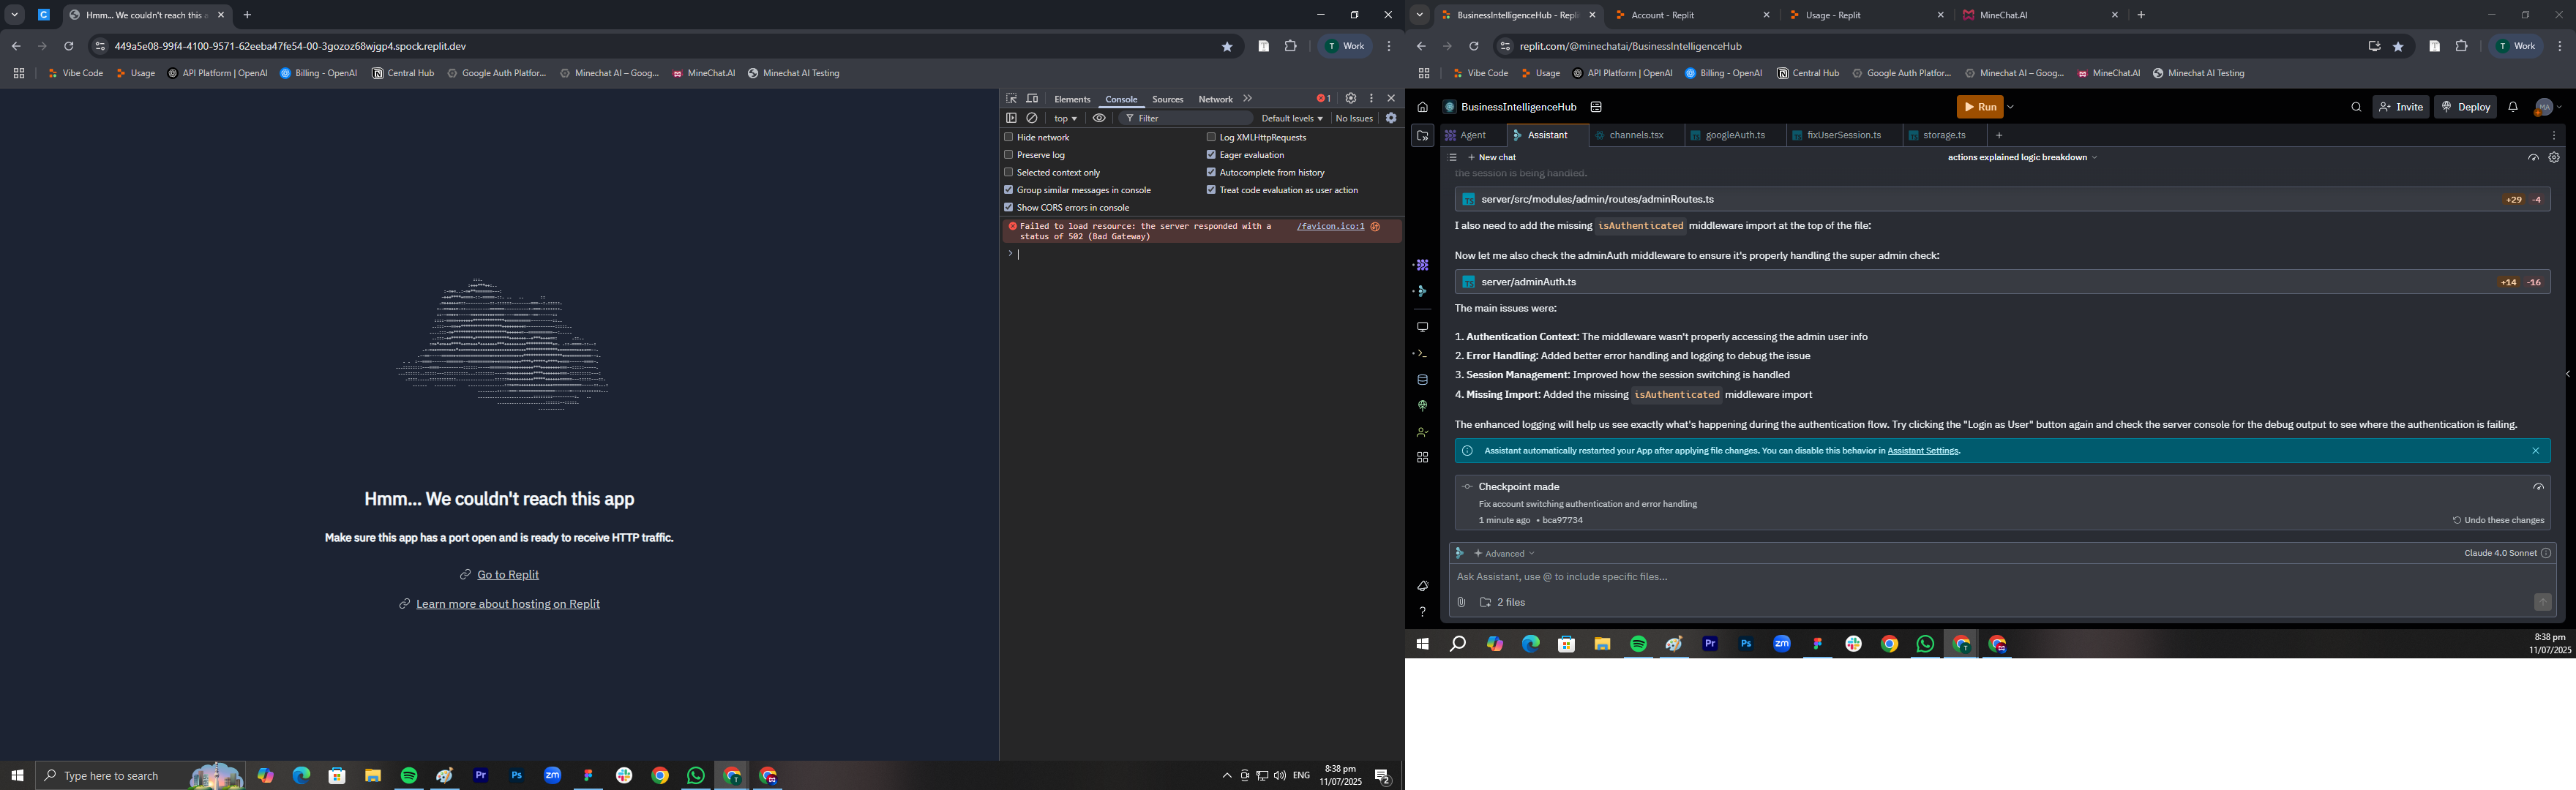 Hmm... We couldn't reach this a
449a5e08-99f4-4100-9571-62eeba47fe54-00-3gozoz68wjgp4.spock.replit.dev
T Work
Vibe Code
Usage
API Platform | OpenAI
Billing - OpenAI
Central Hub
Google Auth Platfor...
Minechat AI – Goog...
MineChat.AI
Minechat AI Testing
Hmm... We couldn't reach this app
Make sure this app has a port open and is ready to receive HTTP traffic.
Go to Replit
Learn more about hosting on Replit
Elements Console Sources Network
1
top
Filter
Default levels
No Issues
Hide network
Log XMLHttpRequests
Preserve log
Eager evaluation
Selected context only
Autocomplete from history
Group similar messages in console
Treat code evaluation as user action
Show CORS errors in console
Failed to load resource: the server responded with a /favicon.ico:1
status of 502 (Bad Gateway)
Type here to search
Pr
Ps
zm
ENG
8:38 pm
11/07/2025
2
BusinessIntelligenceHub - Repli
Account - Replit
Usage - Replit
MineChat.AI
replit.com/@minechatai/BusinessIntelligenceHub
T Work
Vibe Code
Usage
API Platform | OpenAI
Billing - OpenAI
Central Hub
Google Auth Platfor...
Minechat AI – Goog...
MineChat.AI
Minechat AI Testing
BusinessIntelligenceHub
Run
Invite
Deploy
MA
Agent
Assistant
channels.tsx
googleAuth.ts
fixUserSession.ts
storage.ts
New chat
actions explained logic breakdown
the session is being handled.
TS server/src/modules/admin/routes/adminRoutes.ts +29 -4
I also need to add the missing isAuthenticated middleware import at the top of the file:
Now let me also check the adminAuth middleware to ensure it's properly handling the super admin check:
TS server/adminAuth.ts +14 -16
The main issues were:
1. Authentication Context: The middleware wasn't properly accessing the admin user info
2. Error Handling: Added better error handling and logging to debug the issue
3. Session Management: Improved how the session switching is handled
4. Missing Import: Added the missing isAuthenticated middleware import
The enhanced logging will help us see exactly what's happening during the authentication flow. Try clicking the "Login as User" button again and check the server console for the debug output to see where the authentication is failing.
Assistant automatically restarted your App after applying file changes. You can disable this behavior in Assistant Settings.
Checkpoint made
Fix account switching authentication and error handling
1 minute ago • bca97734
Undo these changes
Advanced
Claude 4.0 Sonnet
Ask Assistant, use @ to include specific files...
2 files
Pr
Ps
zm
8:38 pm
11/07/2025